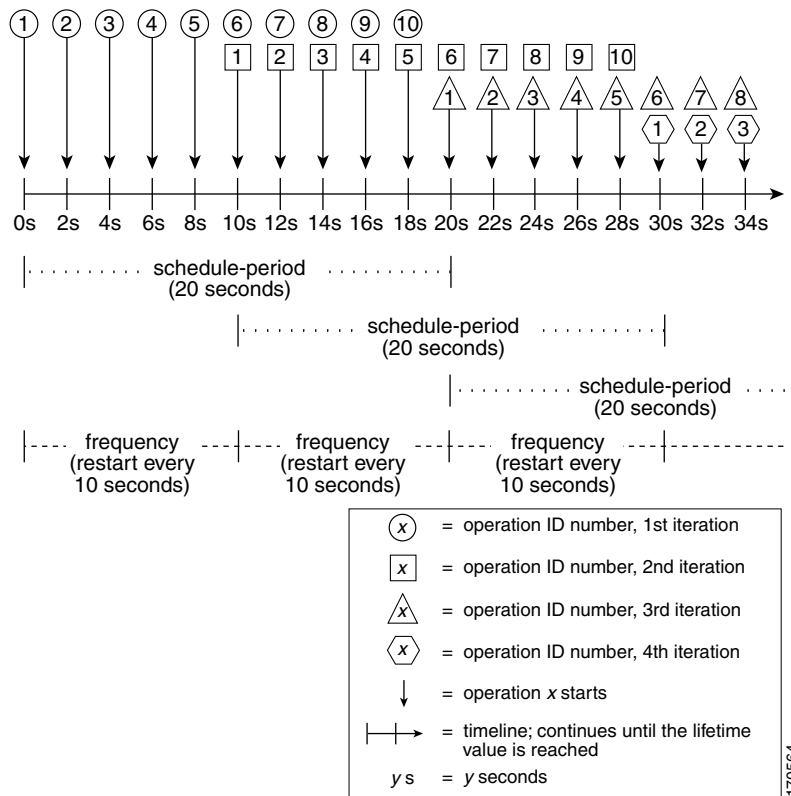 1 2 3 4 5 6 7 8 9 10
1 2 3 4 5 6 7 8 9 10
1 2 3 4 5 6 7 8
1 2 3
0s 2s 4s 6s 8s 10s 12s 14s 16s 18s 20s 22s 24s 26s 28s 30s 32s 34s
schedule-period
(20 seconds)
schedule-period
(20 seconds)
schedule-period
(20 seconds)
frequency
(restart every
10 seconds)
frequency
(restart every
10 seconds)
frequency
(restart every
10 seconds)
x = operation ID number, 1st iteration
x = operation ID number, 2nd iteration
x = operation ID number, 3rd iteration
x = operation ID number, 4th iteration
= operation x starts
= timeline; continues until the lifetime
value is reached
y s = y seconds
170564